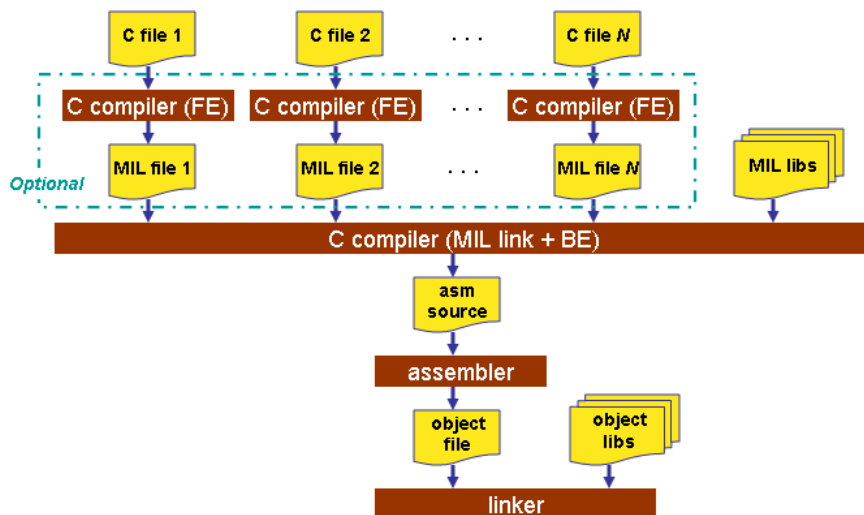 C file 1
C file 2
. . .
C file N
C compiler (FE)
C compiler (FE)
. . .
C compiler (FE)
MIL file 1
MIL file 2
. . .
MIL file N
MIL libs
Optional
C compiler (MIL link + BE)
asm
source
assembler
object
file
object
libs
linker